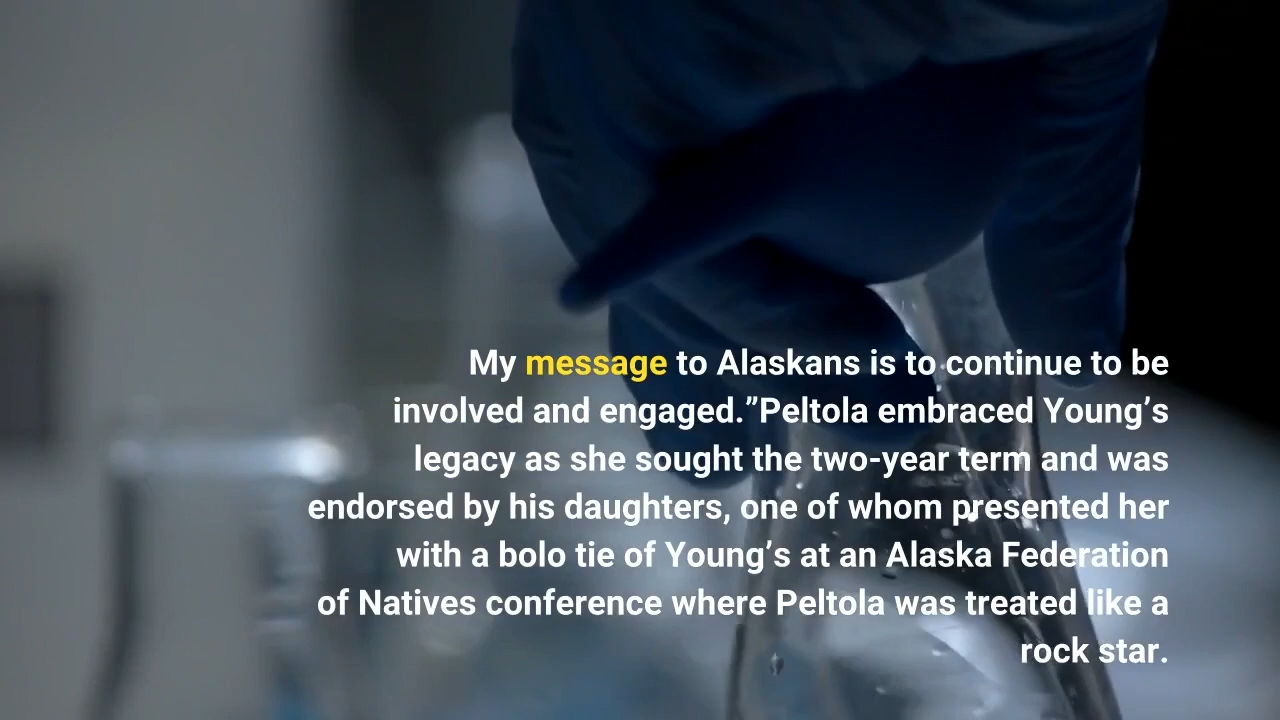 My message to Alaskans is to continue to be
involved and engaged.”Peltola embraced Young’s
legacy as she sought the two-year term and was
endorsed by his daughters, one of whom presented her
with a bolo tie of Young’s at an Alaska Federation
of Natives conference where Peltola was treated like a
rock star.